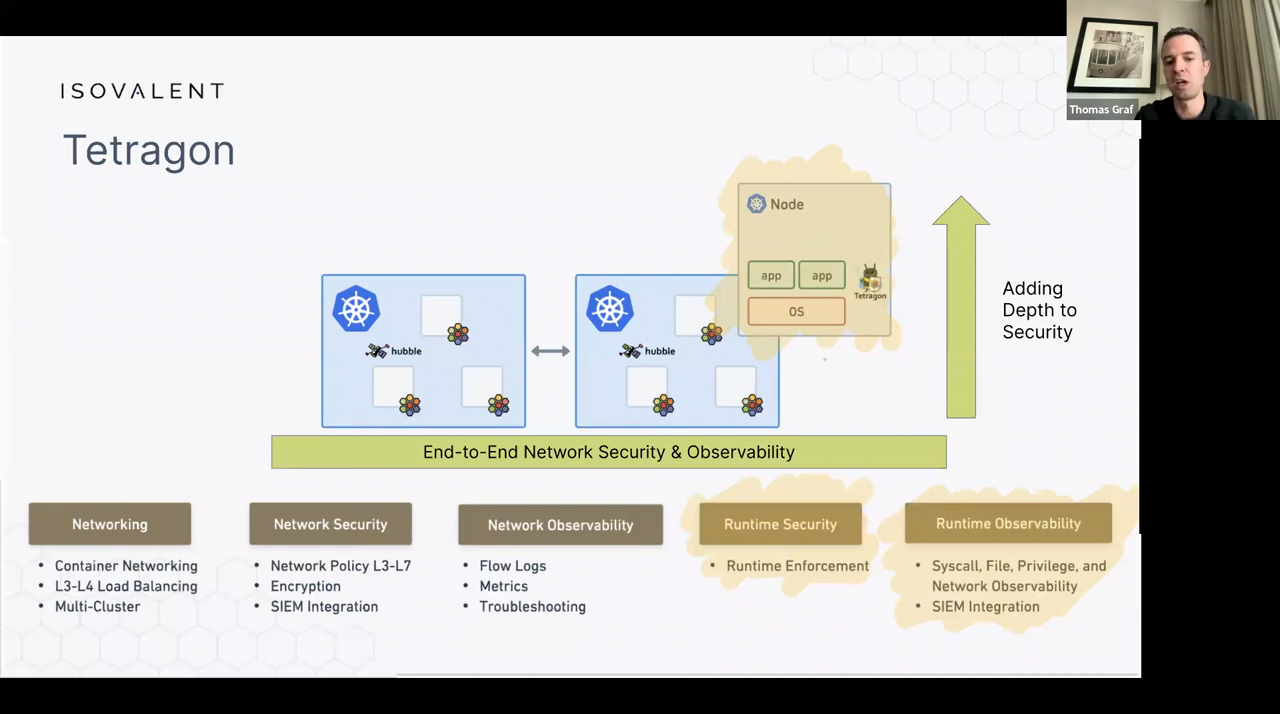 Thomas Graf
ISOVALENT
Tetragon
Node
app
app
Tetragon
OS
hubble
hubble
Adding
Depth to
Security
End-to-End Network Security & Observability
Networking
• Container Networking
• L3-L4 Load Balancing
• Multi-Cluster
Network Security
• Network Policy L3-L7
• Encryption
• SIEM Integration
Network Observability
• Flow Logs
• Metrics
• Troubleshooting
Runtime Security
• Runtime Enforcement
Runtime Observability
• Syscall, File, Privilege, and
Network Observability
• SIEM Integration